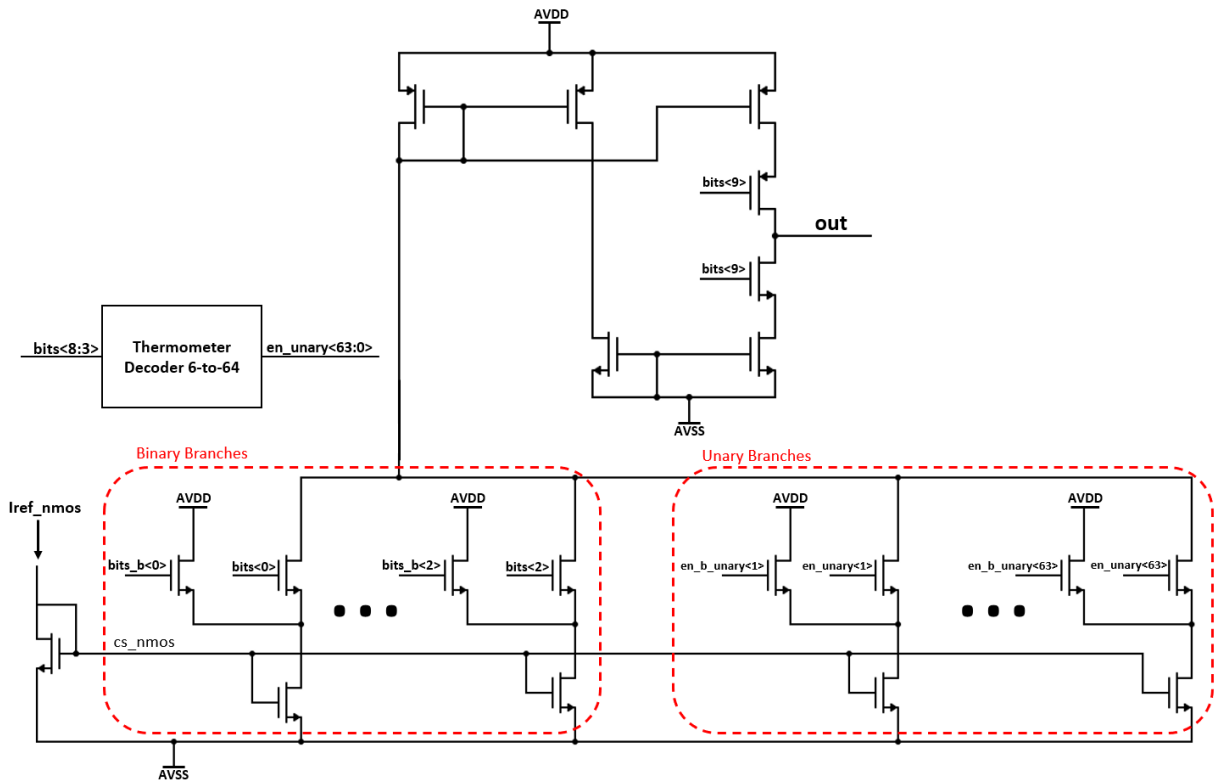 AVDD
bits<9>
out
bits<9>
bits<8:3>
Thermometer
Decoder 6-to-64
en_unary<63:0>
AVSS
Binary Branches
Unary Branches
Iref_nmos
AVDD
AVDD
AVDD
AVDD
bits_b<0>
bits<0>
bits_b<2>
bits<2>
en_b_unary<1>
en_unary<1>
en_b_unary<63>
en_unary<63>
cs_nmos
AVSS